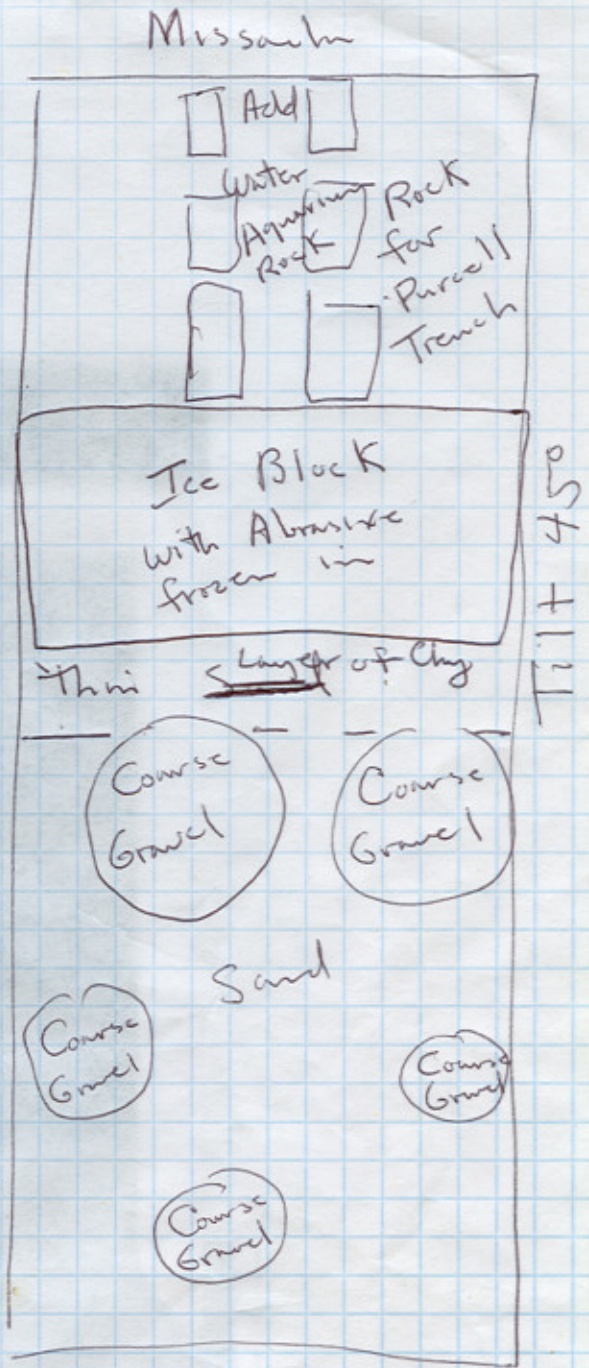 Missoula
Add
Water
Aquarium
Rock
Rock
for
Purcell
Trench
Ice Block
with Abrasive
frozen in
Tilt 45°
Thin Layer of Clay
Course
Gravel
Course
Gravel
Sand
Course
Gravel
Course
Gravel
Course
Gravel